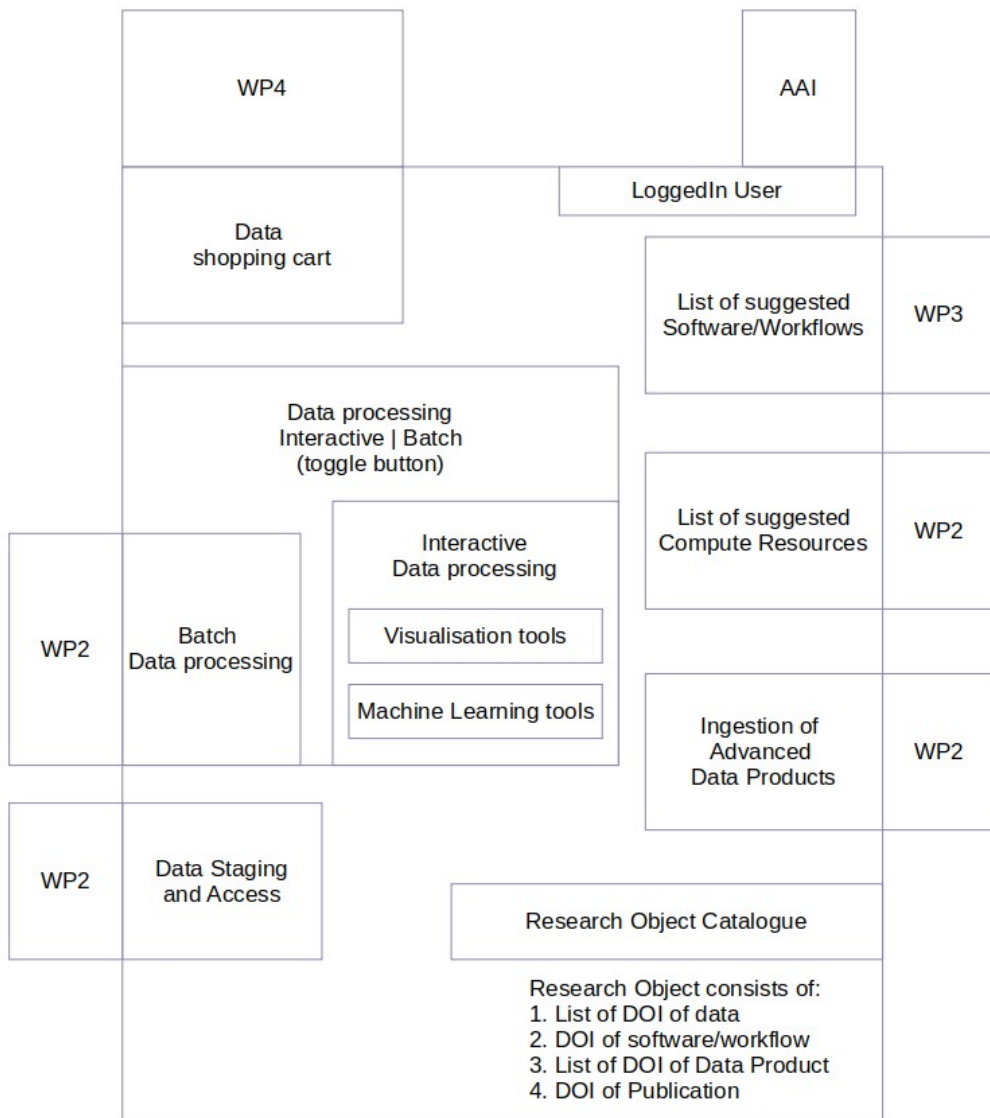 WP4
AAI
LoggedIn User
Data
shopping cart
List of suggested
Software/Workflows
WP3
Data processing
Interactive | Batch
(toggle button)
List of suggested
Compute Resources
WP2
Interactive
Data processing
Visualisation tools
Machine Learning tools
WP2
Batch
Data processing
Ingestion of
Advanced
Data Products
WP2
WP2
Data Staging
and Access
Research Object Catalogue
Research Object consists of:
1. List of DOI of data
2. DOI of software/workflow
3. List of DOI of Data Product
4. DOI of Publication